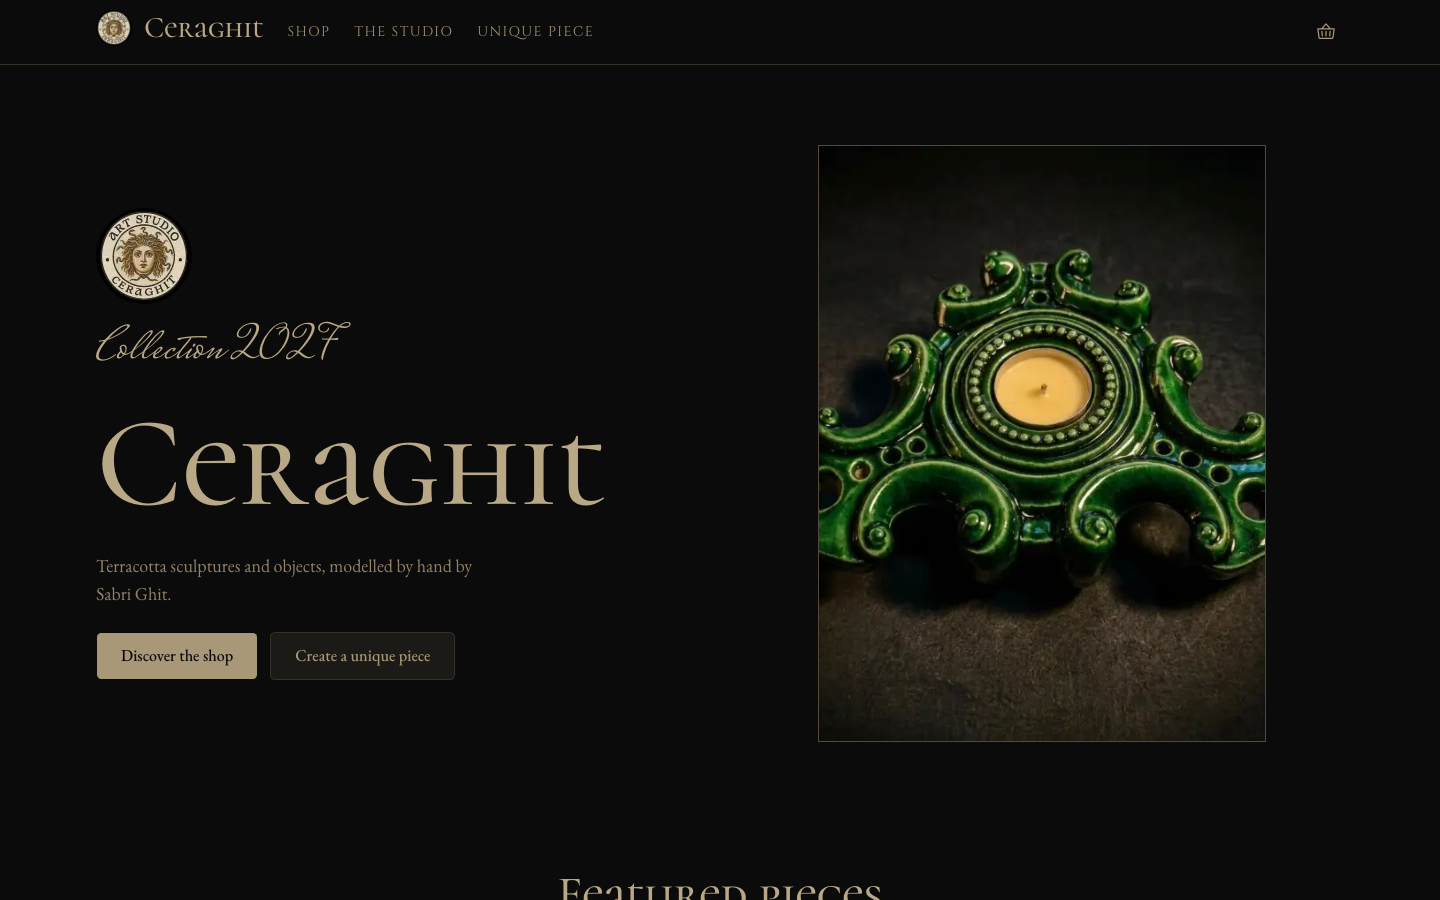 Ceraghit
SHOP
THE STUDIO
UNIQUE PIECE
ART STUDIO
CERAGHIT
Collection 2027
Ceraghit
Terracotta sculptures and objects, modelled by hand by
Sabri Ghit.
Discover the shop
Create a unique piece
Featured pieces